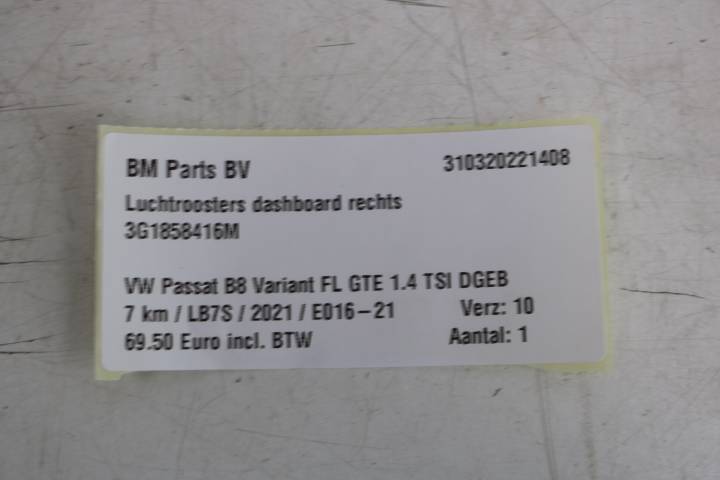 BM Parts BV 310320221408
Luchtroosters dashboard rechts
3G1858416M
VW Passat B8 Variant FL GTE 1.4 TSI DGEB
7 km / LB7S / 2021 / E016-21 Verz: 10
69.50 Euro incl. BTW Aantal: 1